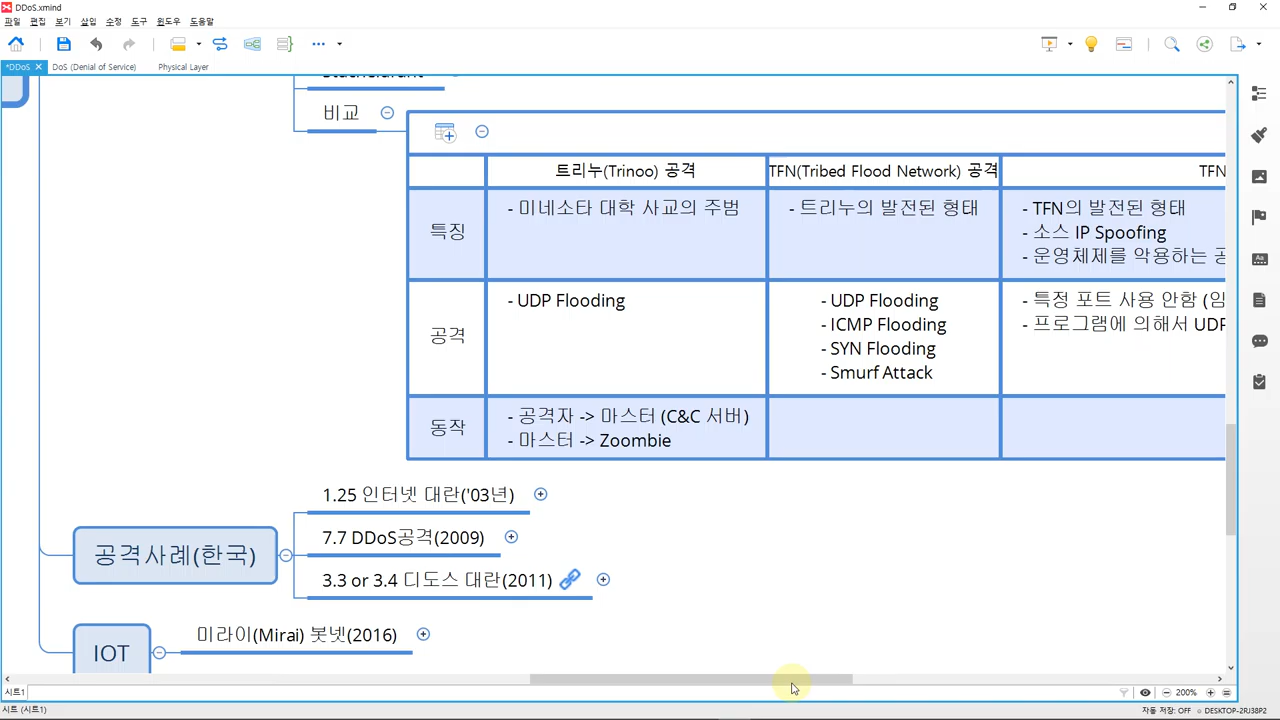 DDoS.xmind
파일 편집 보기 삽입 수정 도구 윈도우 도움말
*DDoS DoS (Denial of Service) Physical Layer
비교
트리누(Trinoo) 공격 TFN(Tribed Flood Network) 공격 TFN
특징
- 미네소타 대학 사교의 주범
- 트리누의 발전된 형태
- TFN의 발전된 형태
- 소스 IP Spoofing
- 운영체제를 악용하는 공
공격
- UDP Flooding
- UDP Flooding
- ICMP Flooding
- SYN Flooding
- Smurf Attack
- 특정 포트 사용 안함 (임
- 프로그램에 의해서 UDP
동작
- 공격자 -> 마스터 (C&C 서버)
- 마스터 -> Zoombie
공격사례(한국)
1.25 인터넷 대란('03년)
7.7 DDoS공격(2009)
3.3 or 3.4 디도스 대란(2011)
IOT
미라이(Mirai) 봇넷(2016)
시트1
200%
시트 (시트1)
자동 저장: OFF
DESKTOP-2RJ38P2